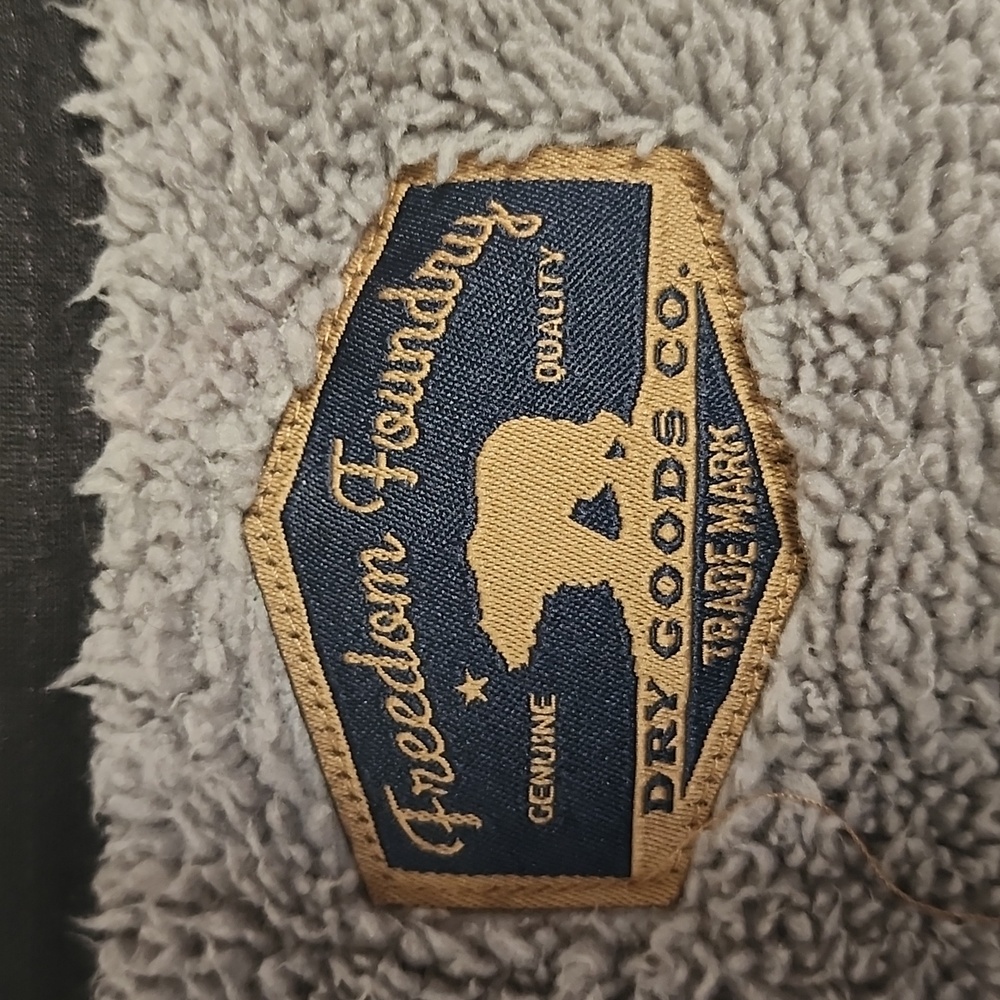 Freedom Foundry
GENUINE QUALITY
DRY GOODS CO.
TRADE MARK